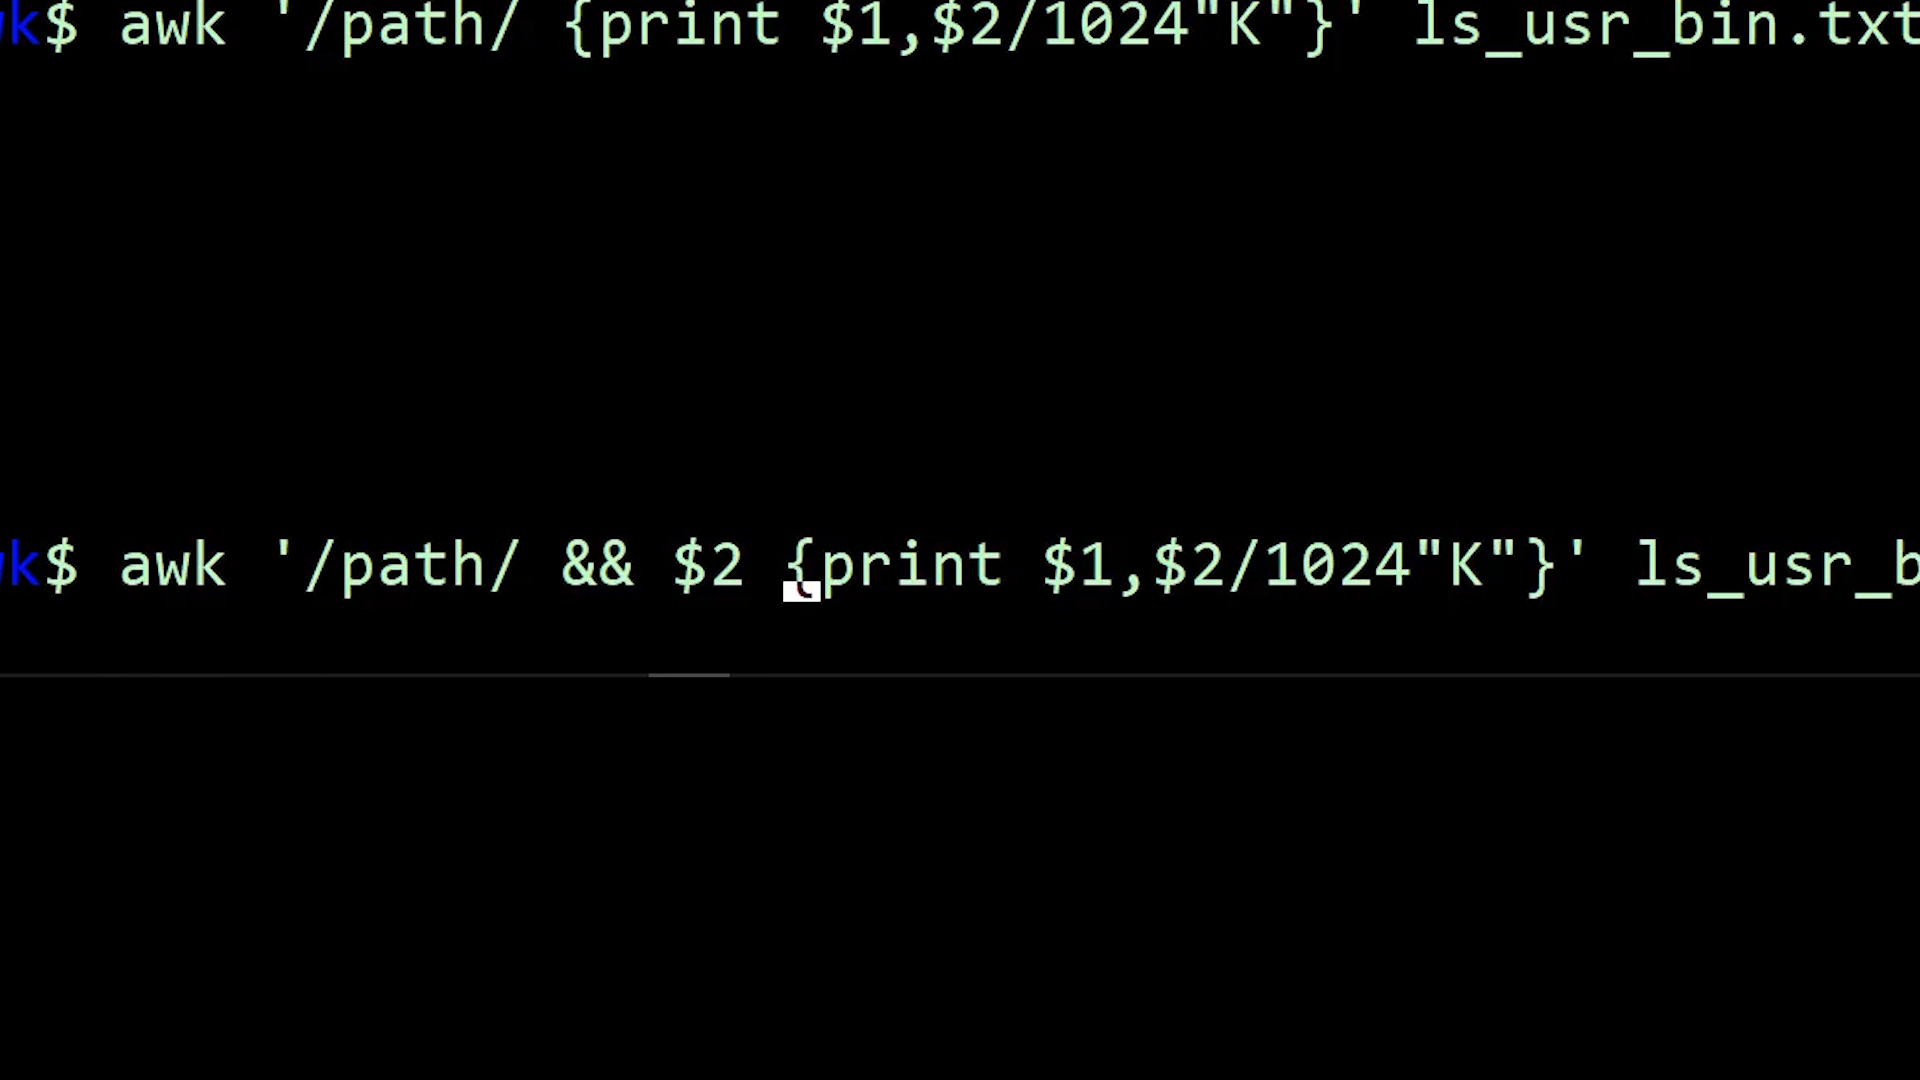 k$ awk '/path/ {print $1,$2/1024"K"}' ls_usr_bin.txt
k$ awk '/path/ && $2 {print $1,$2/1024"K"}' ls_usr_b